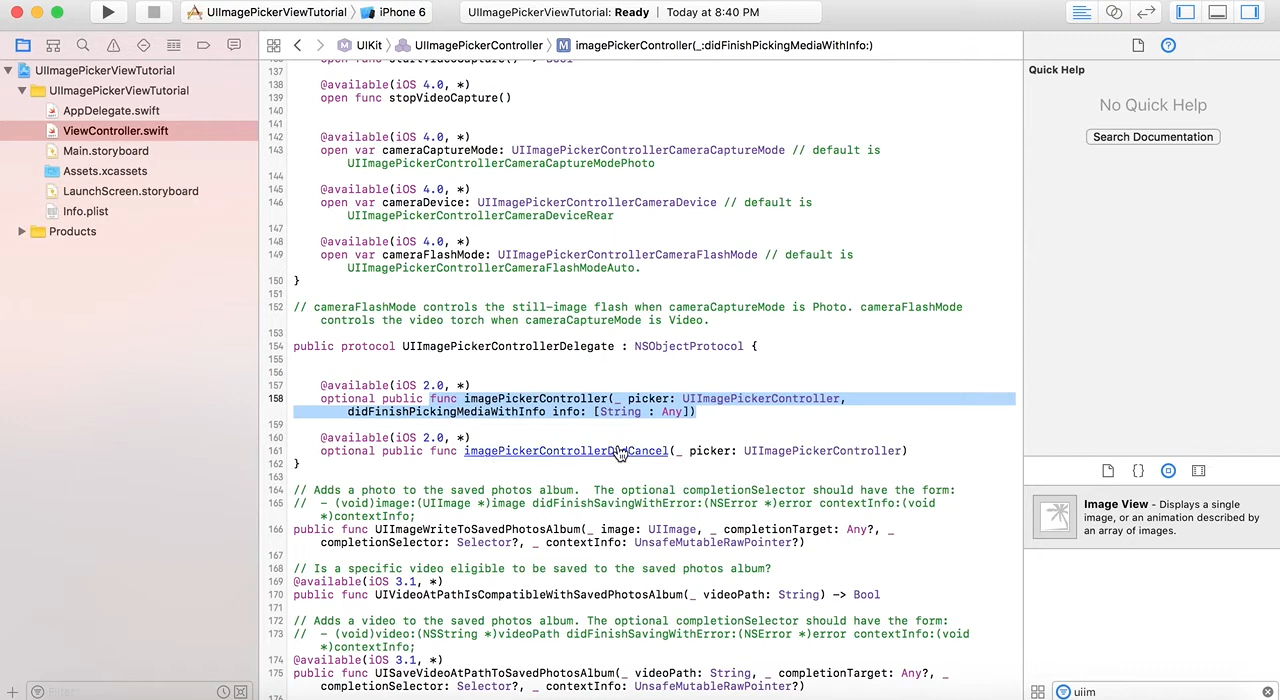 UIImagePickerViewTutorial
iPhone 6
UIImagePickerViewTutorial: Ready | Today at 8:40 PM
UIKit
UIImagePickerController
M
imagePickerController(_:didFinishPickingMediaWithInfo:)
UIImagePickerViewTutorial
UIImagePickerViewTutorial
AppDelegate.swift
ViewController.swift
Main.storyboard
Assets.xcassets
LaunchScreen.storyboard
Info.plist
Products
Filter
137
138 @available(iOS 4.0, *)
139 open func stopVideoCapture()
140
141
142 @available(iOS 4.0, *)
143 open var cameraCaptureMode: UIImagePickerControllerCameraCaptureMode // default is
UIImagePickerControllerCameraCaptureModePhoto
144
145 @available(iOS 4.0, *)
146 open var cameraDevice: UIImagePickerControllerCameraDevice // default is
UIImagePickerControllerCameraDeviceRear
147
148 @available(iOS 4.0, *)
149 open var cameraFlashMode: UIImagePickerControllerCameraFlashMode // default is
UIImagePickerControllerCameraFlashModeAuto.
150 }
151
152 // cameraFlashMode controls the still-image flash when cameraCaptureMode is Photo. cameraFlashMode
controls the video torch when cameraCaptureMode is Video.
153
154 public protocol UIImagePickerControllerDelegate : NSObjectProtocol {
155
156
157 @available(iOS 2.0, *)
158 optional public func imagePickerController(_ picker: UIImagePickerController,
didFinishPickingMediaWithInfo info: [String : Any])
159
160 @available(iOS 2.0, *)
161 optional public func imagePickerControllerDidCancel(_ picker: UIImagePickerController)
162 }
163
164 // Adds a photo to the saved photos album.  The optional completionSelector should have the form:
165 //  - (void)image:(UIImage *)image didFinishSavingWithError:(NSError *)error contextInfo:(void
*)contextInfo;
166 public func UIImageWriteToSavedPhotosAlbum(_ image: UIImage, _ completionTarget: Any?, _
completionSelector: Selector?, _ contextInfo: UnsafeMutableRawPointer?)
167
168 // Is a specific video eligible to be saved to the saved photos album?
169 @available(iOS 3.1, *)
170 public func UIVideoAtPathIsCompatibleWithSavedPhotosAlbum(_ videoPath: String) -> Bool
171
172 // Adds a video to the saved photos album. The optional completionSelector should have the form:
173 //  - (void)video:(NSString *)videoPath didFinishSavingWithError:(NSError *)error contextInfo:(void
*)contextInfo;
174 @available(iOS 3.1, *)
175 public func UISaveVideoAtPathToSavedPhotosAlbum(_ videoPath: String, _ completionTarget: Any?, _
completionSelector: Selector?, _ contextInfo: UnsafeMutableRawPointer?)
Quick Help
No Quick Help
Search Documentation
{}
Image View - Displays a single
image, or an animation described by
an array of images.
uiim